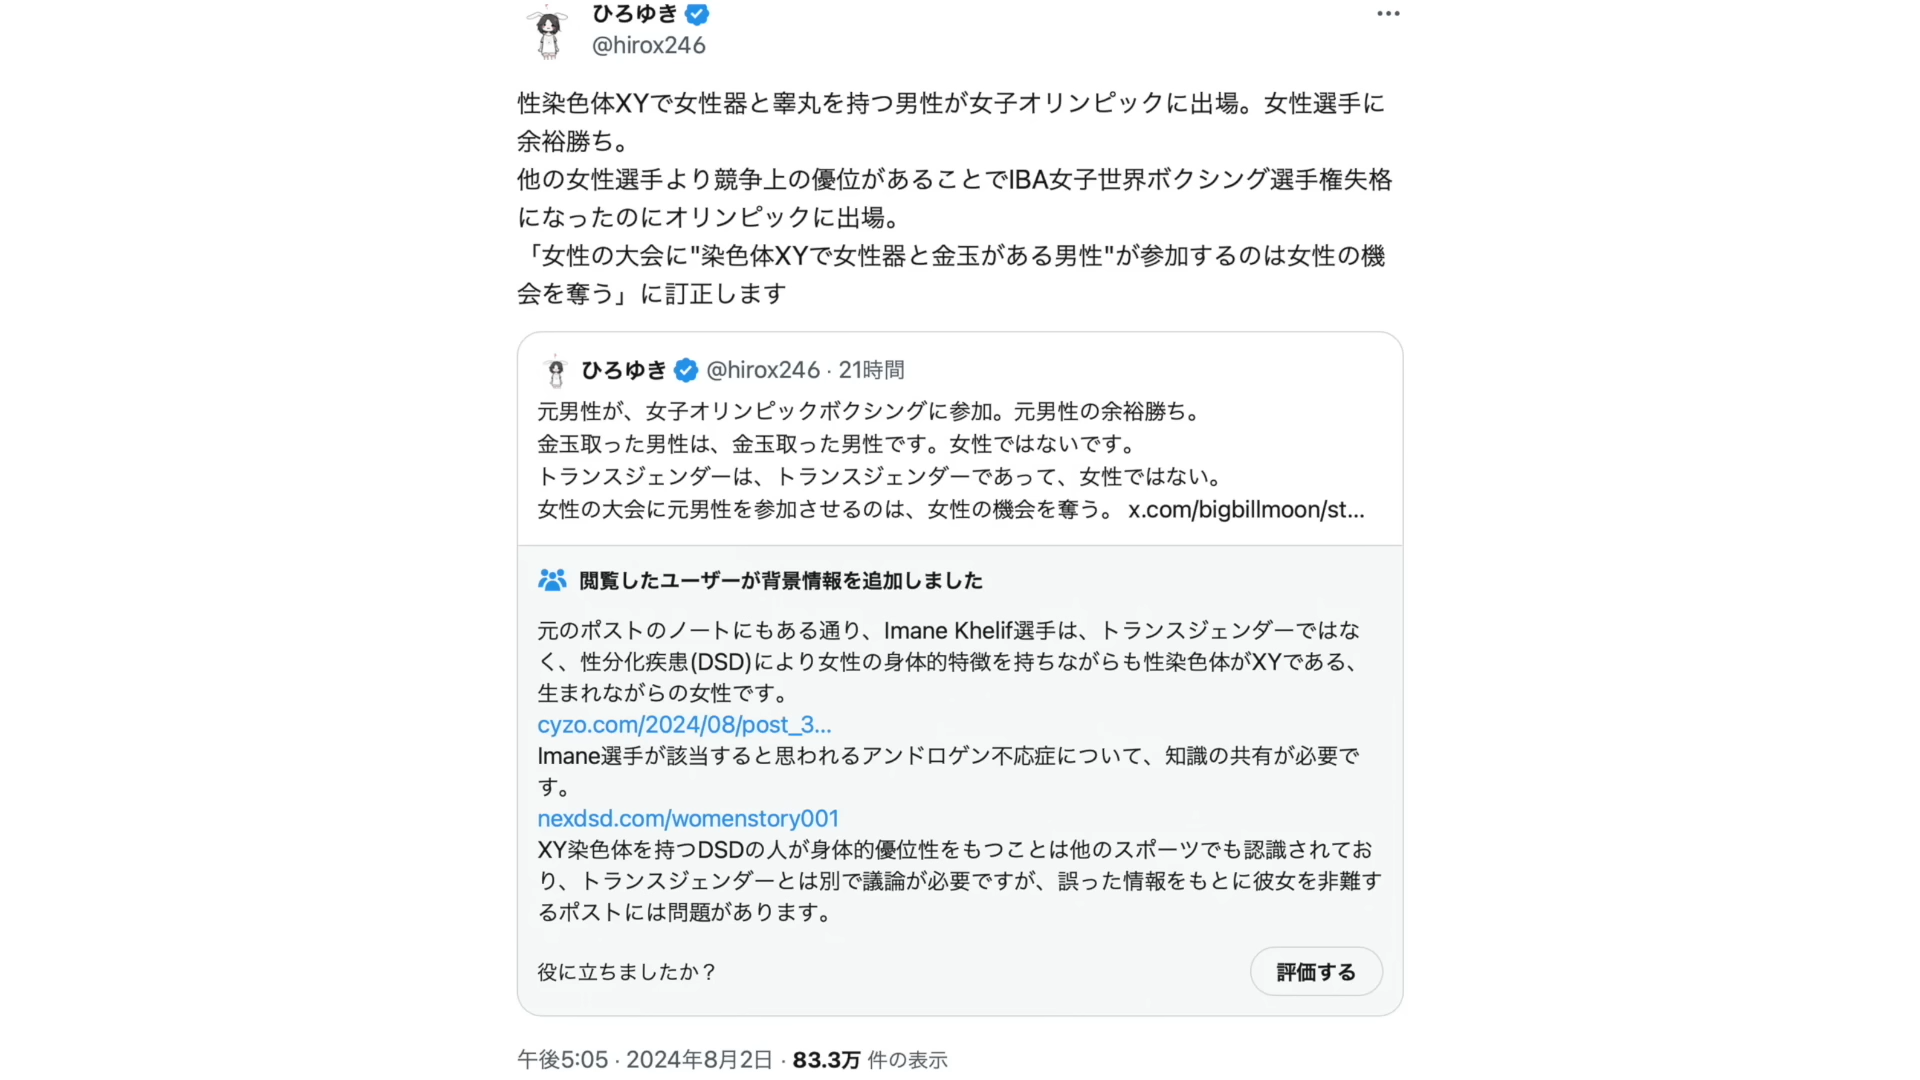 ひろゆき
@hirox246
性染色体XYで女性器と睾丸を持つ男性が女子オリンピックに出場。女性選手に
余裕勝ち。
他の女性選手より競争上の優位があることでIBA女子世界ボクシング選手権失格
になったのにオリンピックに出場。
「女性の大会に"染色体XYで女性器と金玉がある男性"が参加するのは女性の機
会を奪う」に訂正します
ひろゆき @hirox246 · 21時間
元男性が、女子オリンピックボクシングに参加。元男性の余裕勝ち。
金玉取った男性は、金玉取った男性です。女性ではないです。
トランスジェンダーは、トランスジェンダーであって、女性ではない。
女性の大会に元男性を参加させるのは、女性の機会を奪う。 x.com/bigbillmoon/st...
閲覧したユーザーが背景情報を追加しました
元のポストのノートにもある通り、Imane Khelif選手は、トランスジェンダーではな
く、性分化疾患(DSD)により女性の身体的特徴を持ちながらも性染色体がXYである、
生まれながらの女性です。
cyzo.com/2024/08/post_3...
Imane選手が該当すると思われるアンドロゲン不応症について、知識の共有が必要で
す。
nexdsd.com/womenstory001
XY染色体を持つDSDの人が身体的優位性をもつことは他のスポーツでも認識されてお
り、トランスジェンダーとは別で議論が必要ですが、誤った情報をもとに彼女を非難す
るポストには問題があります。
役に立ちましたか？ 評価する
午後5:05 · 2024年8月2日 · 83.3万 件の表示